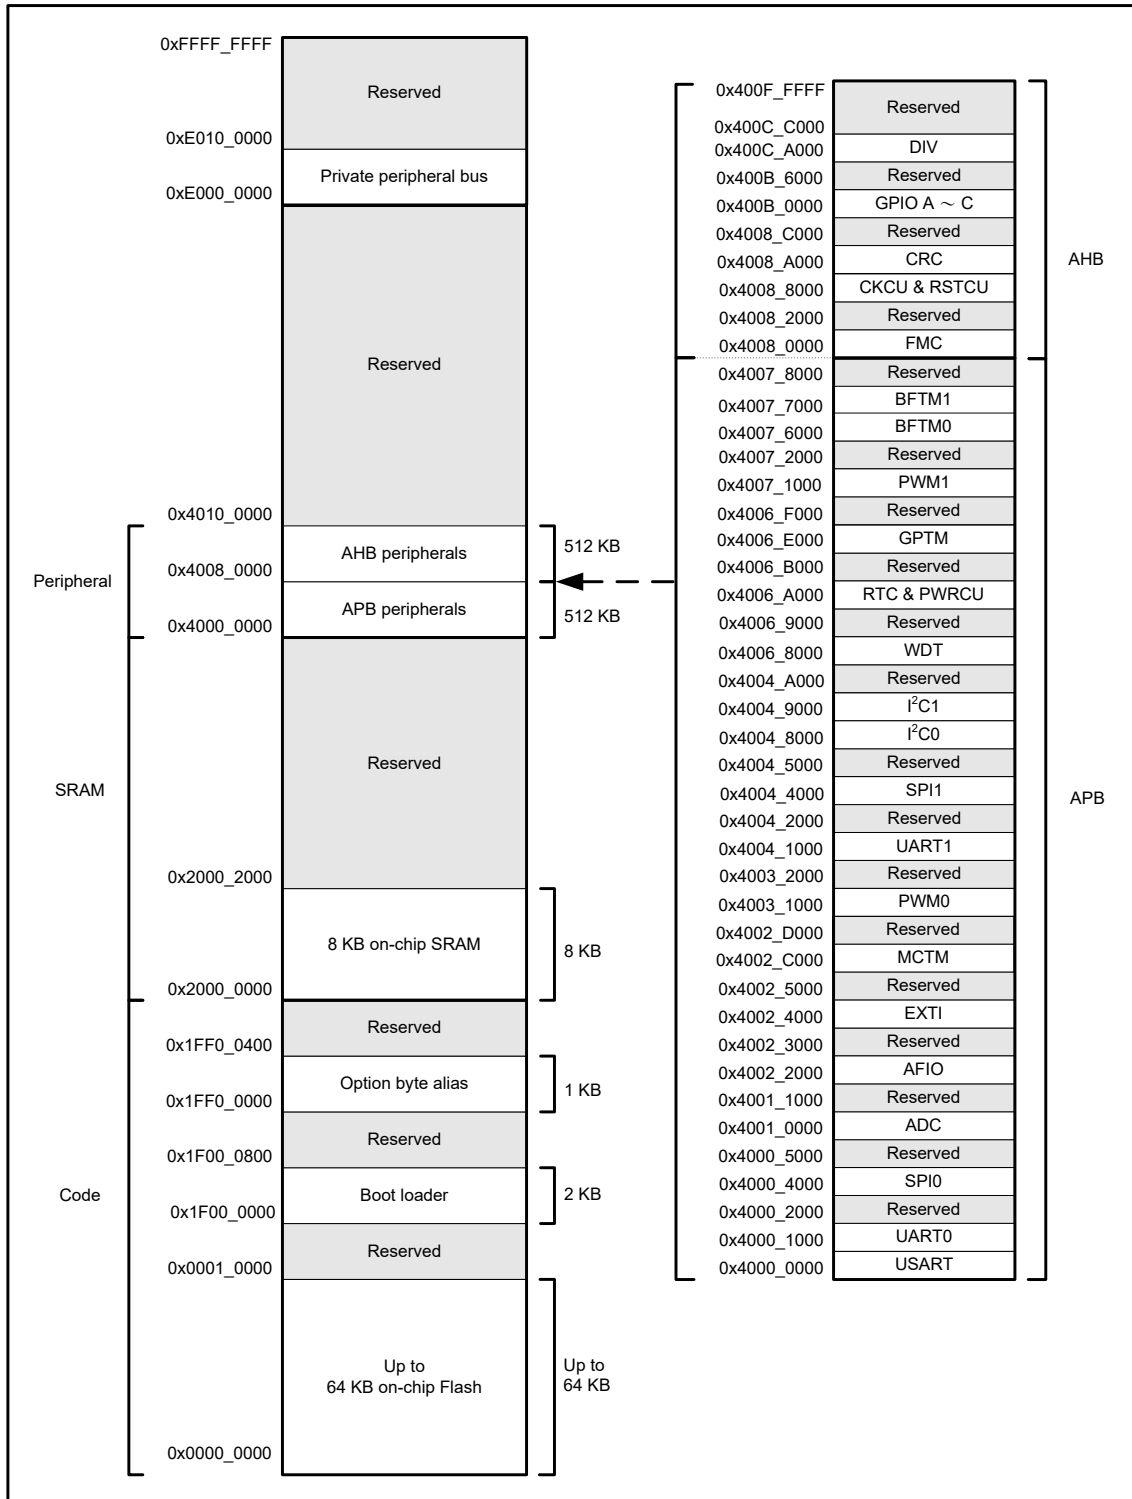 0xFFFF_FFFF
Reserved
0xE010_0000
Private peripheral bus
0xE000_0000
Reserved
0x4010_0000
AHB peripherals
512 KB
0x4008_0000
Peripheral
APB peripherals
512 KB
0x4000_0000
Reserved
SRAM
0x2000_2000
8 KB on-chip SRAM
8 KB
0x2000_0000
Reserved
0x1FF0_0400
Option byte alias
1 KB
0x1FF0_0000
Reserved
0x1F00_0800
Code
Boot loader
2 KB
0x1F00_0000
Reserved
0x0001_0000
Up to
64 KB on-chip Flash
Up to
64 KB
0x0000_0000
0x400F_FFFF
Reserved
0x400C_C000
0x400C_A000 DIV
0x400B_6000 Reserved
0x400B_0000 GPIO A ～ C
0x4008_C000 Reserved
0x4008_A000 CRC
AHB
0x4008_8000 CKCU & RSTCU
0x4008_2000 Reserved
0x4008_0000 FMC
0x4007_8000 Reserved
0x4007_7000 BFTM1
0x4007_6000 BFTM0
0x4007_2000 Reserved
0x4007_1000 PWM1
0x4006_F000 Reserved
0x4006_E000 GPTM
0x4006_B000 Reserved
0x4006_A000 RTC & PWRCU
0x4006_9000 Reserved
0x4006_8000 WDT
0x4004_A000 Reserved
0x4004_9000 I²C1
0x4004_8000 I²C0
0x4004_5000 Reserved
0x4004_4000 SPI1
APB
0x4004_2000 Reserved
0x4004_1000 UART1
0x4003_2000 Reserved
0x4003_1000 PWM0
0x4002_D000 Reserved
0x4002_C000 MCTM
0x4002_5000 Reserved
0x4002_4000 EXTI
0x4002_3000 Reserved
0x4002_2000 AFIO
0x4001_1000 Reserved
0x4001_0000 ADC
0x4000_5000 Reserved
0x4000_4000 SPI0
0x4000_2000 Reserved
0x4000_1000 UART0
0x4000_0000 USART